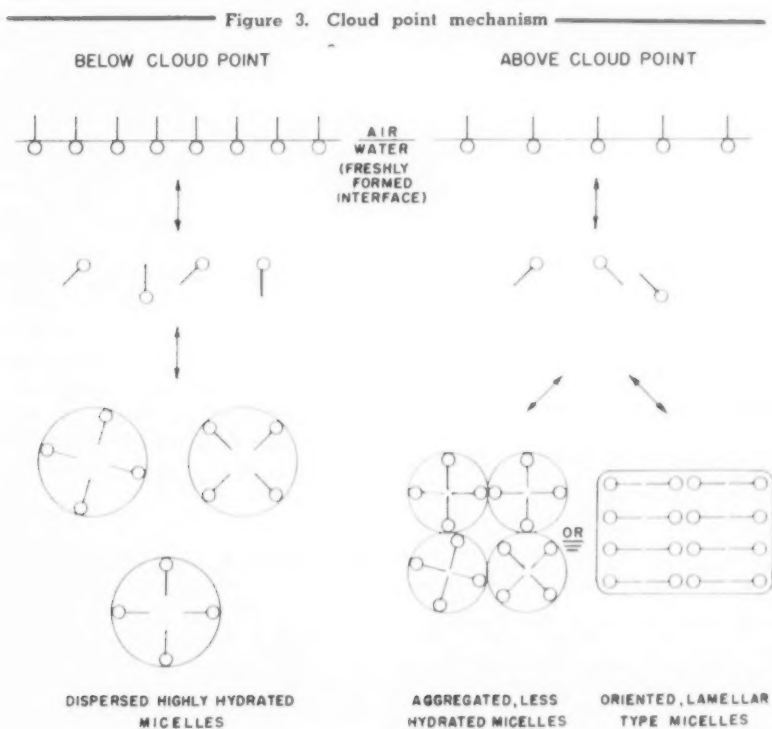 Figure 3. Cloud point mechanism
BELOW CLOUD POINT
ABOVE CLOUD POINT
AIR
WATER
(FRESHLY
FORMED
INTERFACE)
OR
DISPERSED HIGHLY HYDRATED
MICELLES
AGGREGATED, LESS
HYDRATED MICELLES
ORIENTED, LAMELLAR
TYPE MICELLES